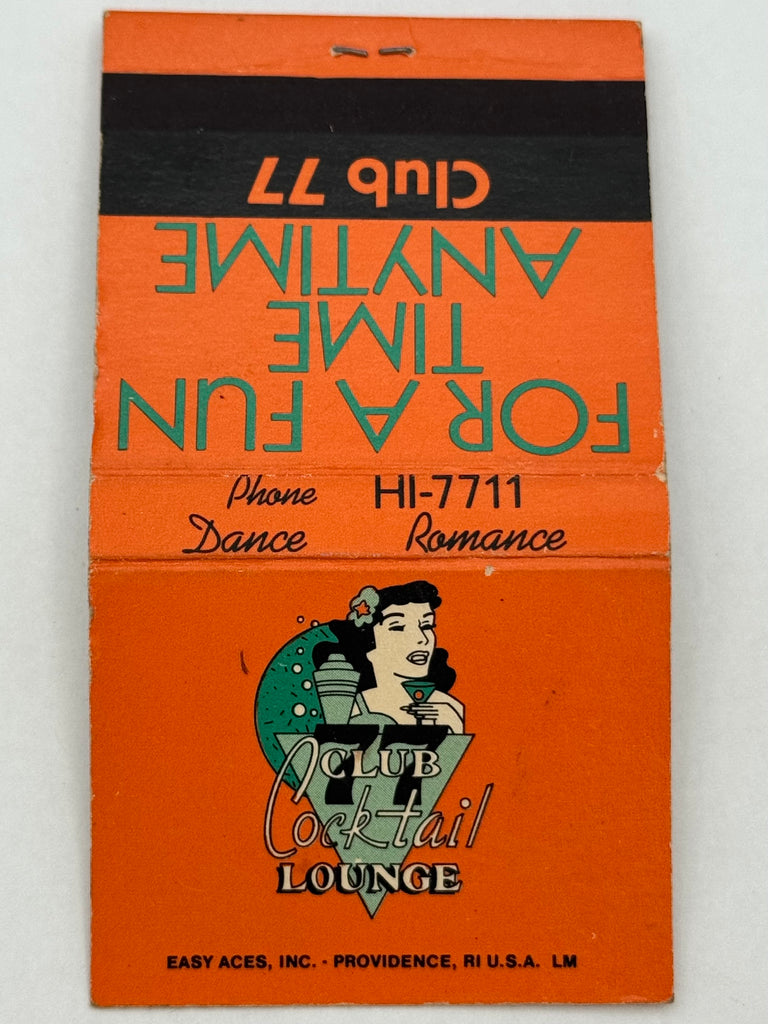 Club 77
FOR A FUN
TIME
ANYTIME
Phone HI-7711
Dance Romance
77
CLUB
Cocktail
LOUNGE
EASY ACES, INC. - PROVIDENCE, RI U.S.A. LM